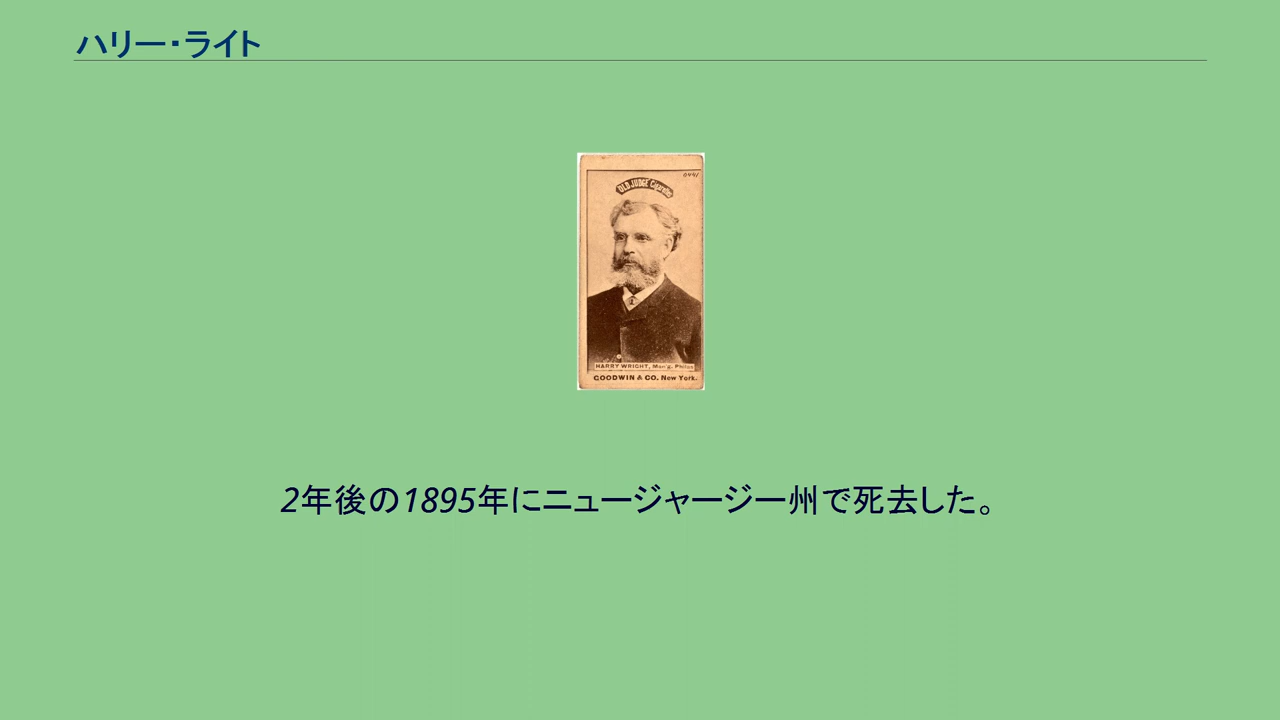 ハリー・ライト
0441
OLD JUDGE Cigarettes
HARRY WRIGHT, Man'g. Philas
GOODWIN & CO. New York.
2年後の1895年にニュージャージー州で死去した。